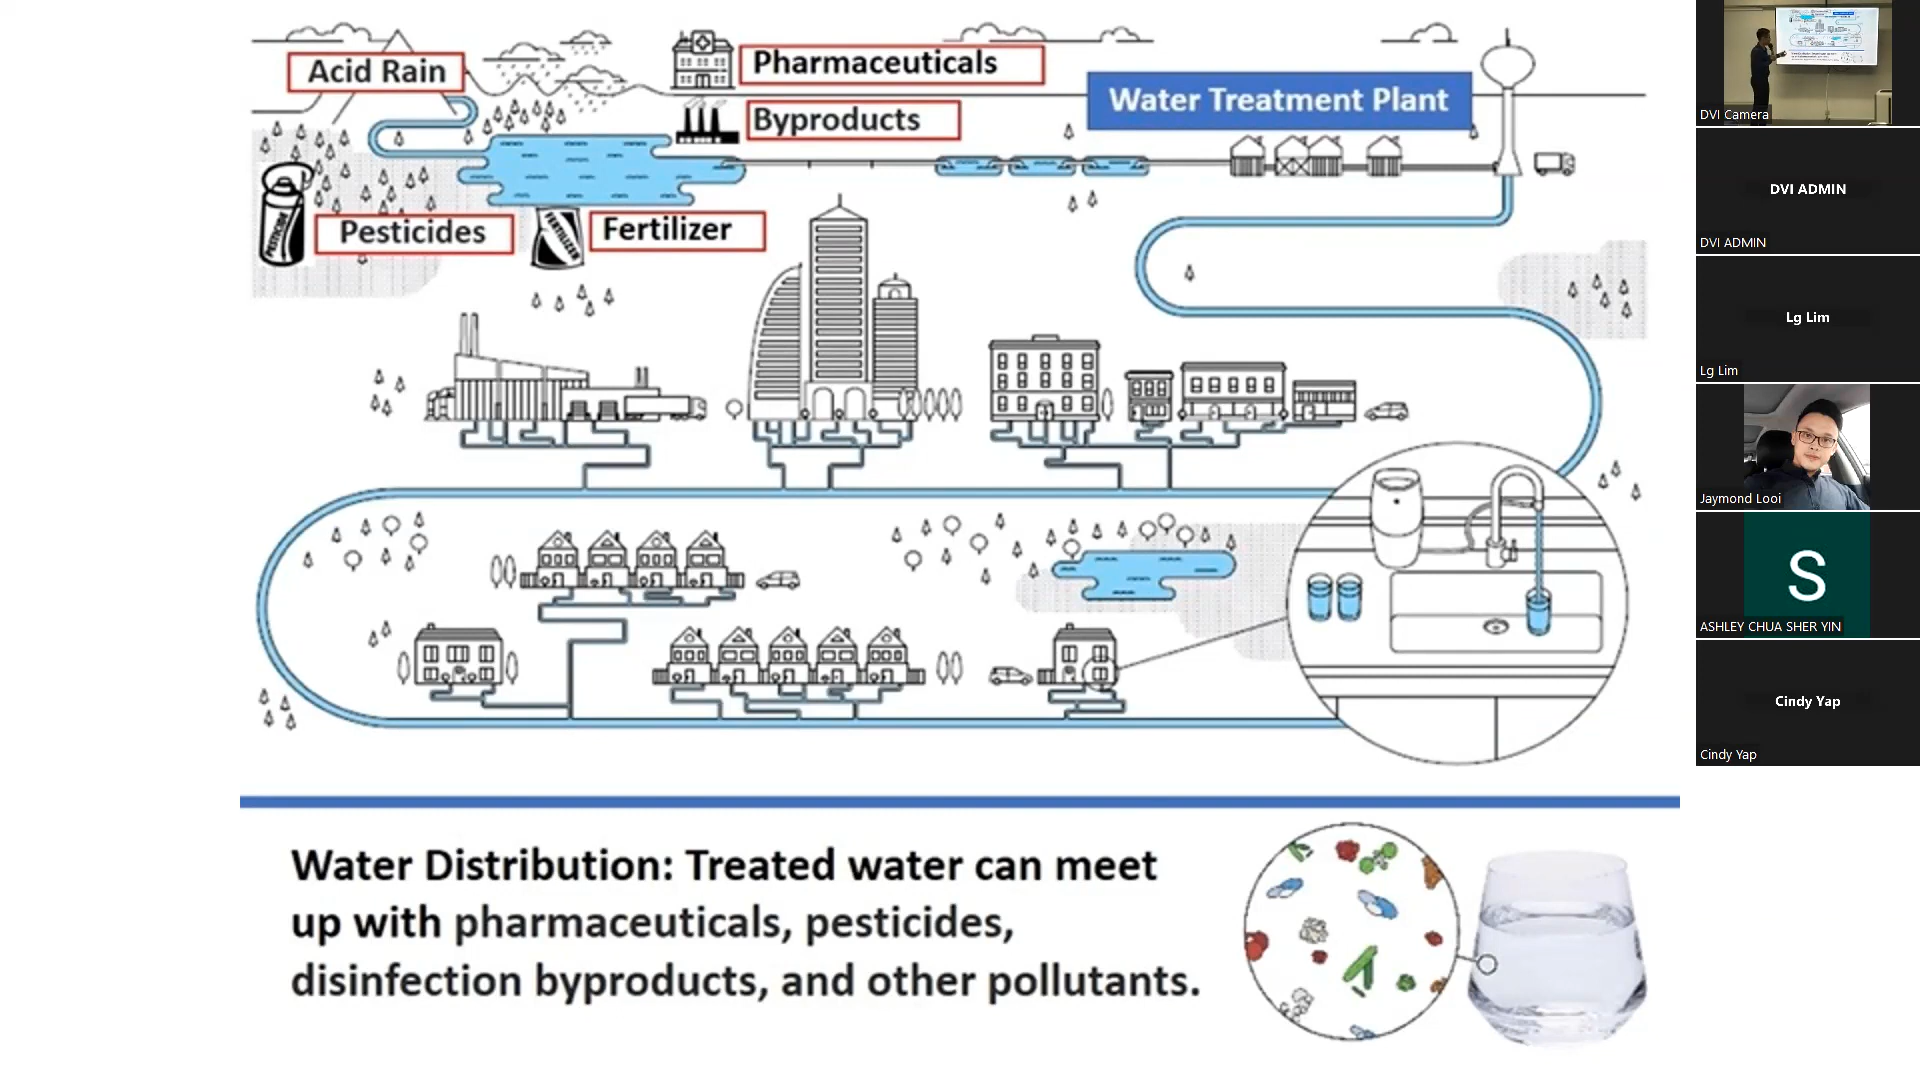 Acid Rain
Pharmaceuticals
Byproducts
Water Treatment Plant
PESTICIDE
Pesticides
FERTILIZER
Fertilizer
Water Distribution: Treated water can meet
up with pharmaceuticals, pesticides,
disinfection byproducts, and other pollutants.
DVI Camera
DVI ADMIN
DVI ADMIN
Lg Lim
Lg Lim
Jaymond Looi
S
ASHLEY CHUA SHER YIN
Cindy Yap
Cindy Yap